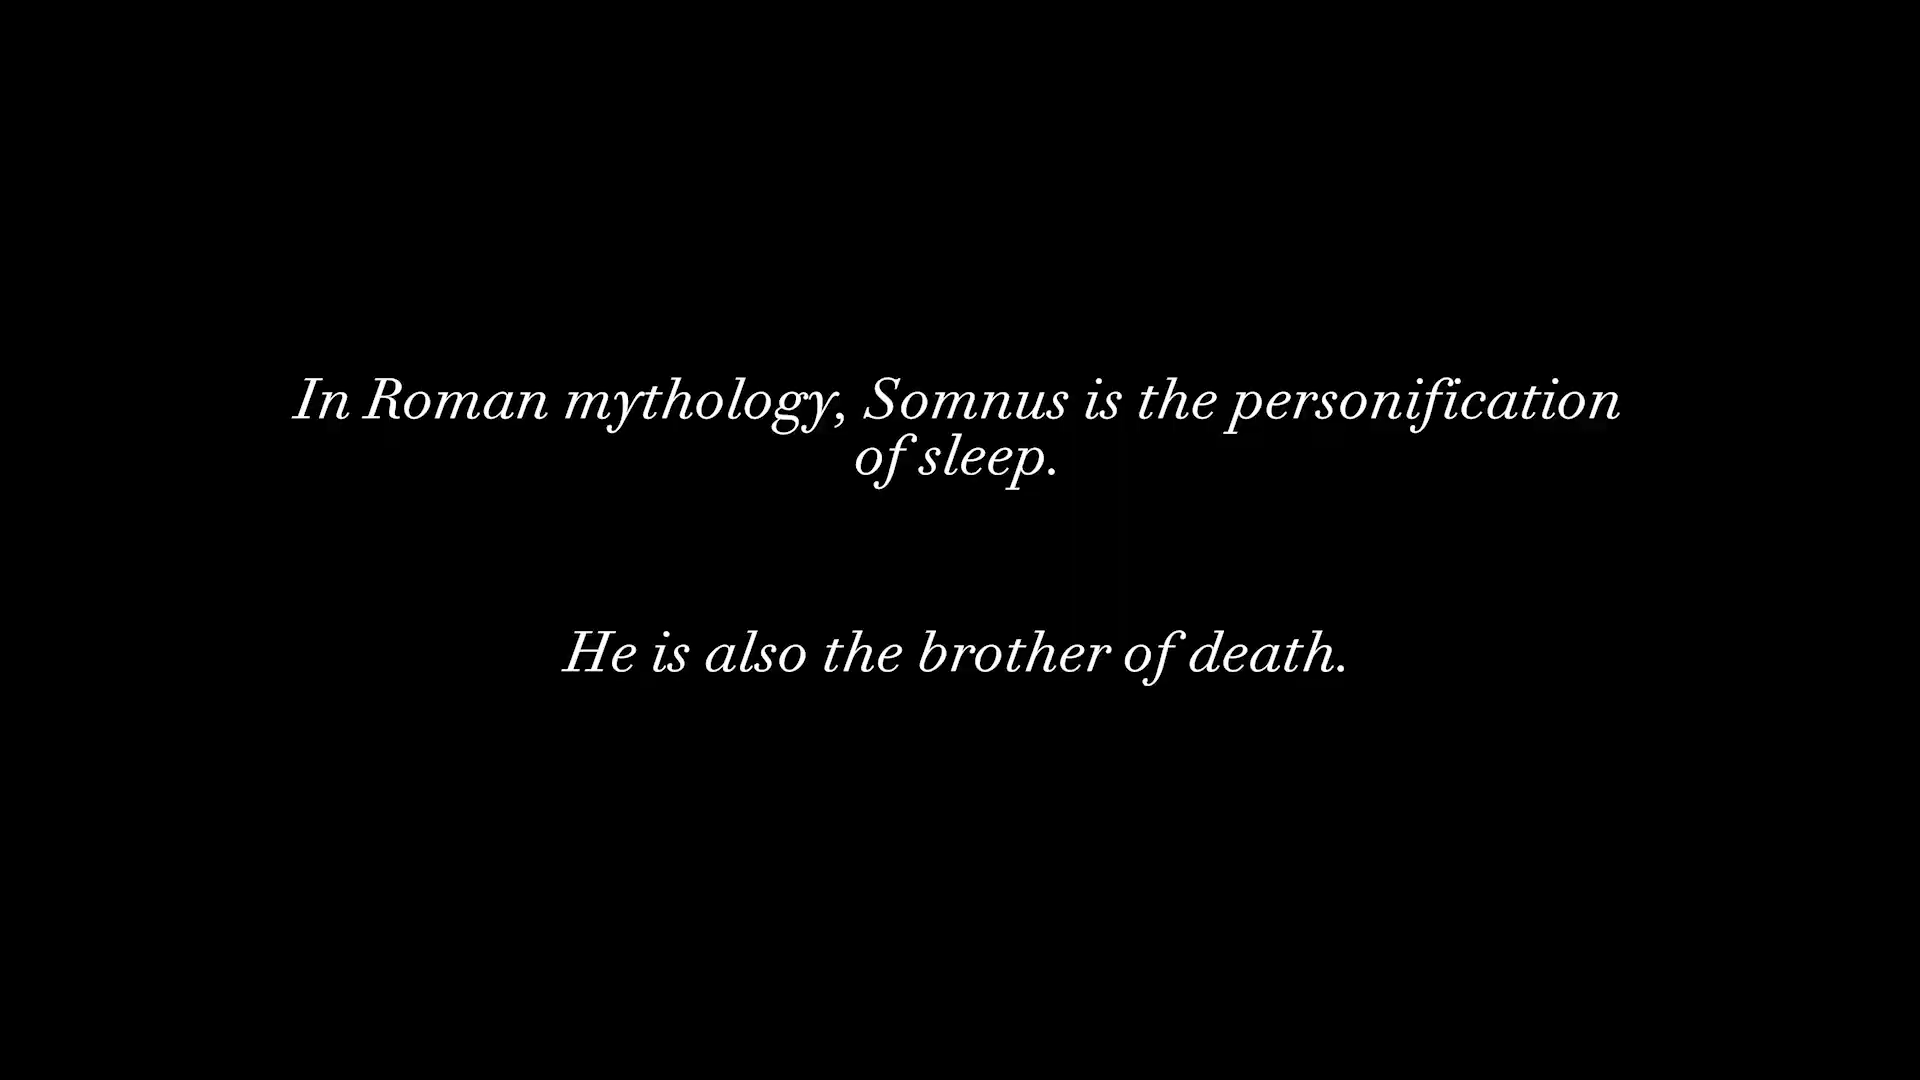 In Roman mythology, Somnus is the personification
of sleep.
He is also the brother of death.